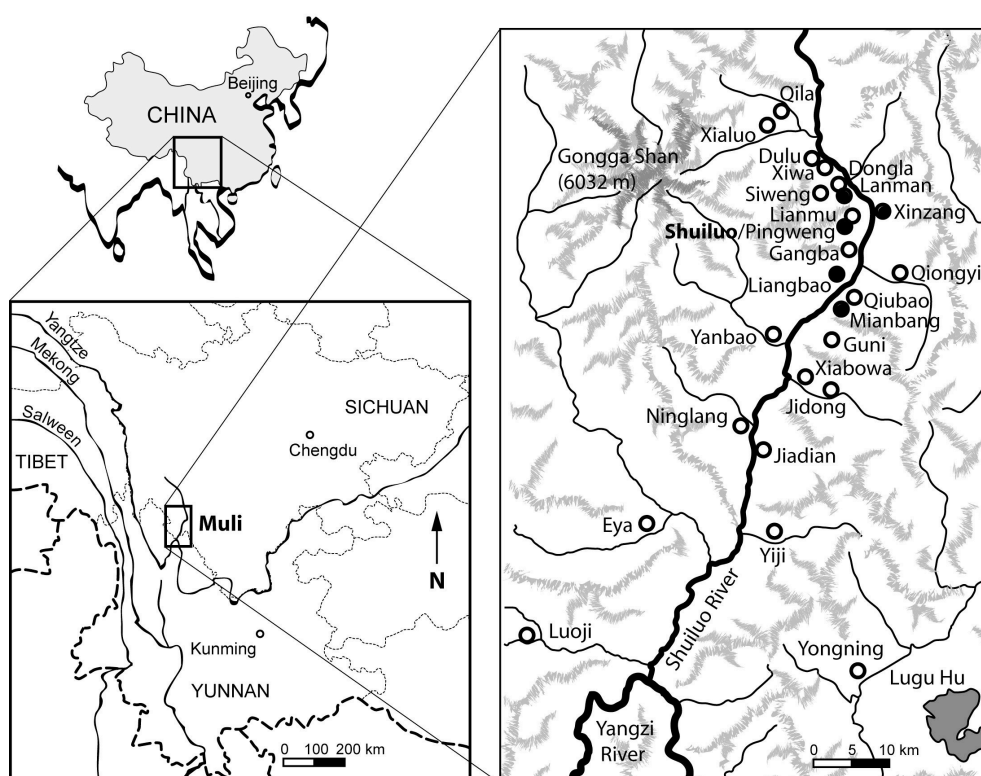 Beijing
CHINA
Yangtze
Mekong
Salween
TIBET
SICHUAN
Chengdu
Muli
N
Kunming
YUNNAN
0 100 200 km
Qila
Xialuo
Gongga Shan
(6032 m)
Dulu
Xiwa
Dongla
Lanman
Siweng
Lianmu
Xinzang
Shuiluo/Pingweng
Gangba
Qiongyi
Liangbao
Qiubao
Mianbang
Yanbao
Guni
Xiabowa
Jidong
Ninglang
Jiadian
Eya
Yiji
Shuiluo River
Luoji
Yongning
Lugu Hu
Yangzi
River
0 5 10 km